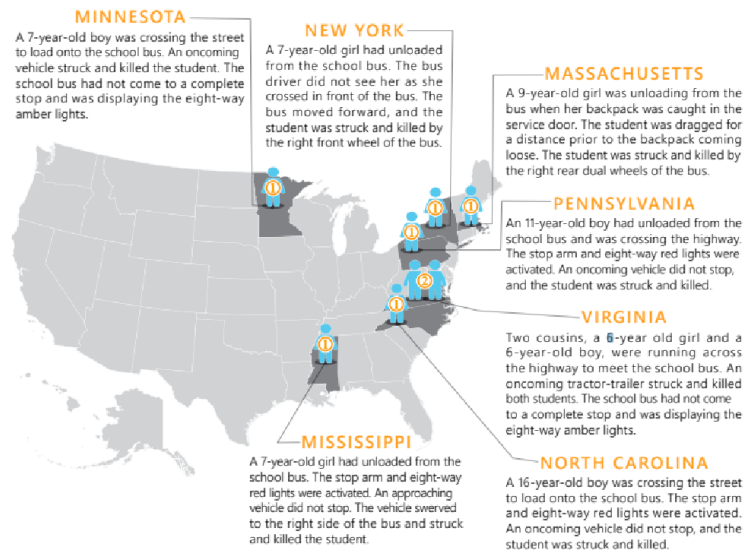 MINNESOTA
A 7-year-old boy was crossing the street
to load onto the school bus. An oncoming
vehicle struck and killed the student. The
school bus had not come to a complete
stop and was displaying the eight-way
amber lights.
NEW YORK
A 7-year-old girl had unloaded
from the school bus. The bus
driver did not see her as she
crossed in front of the bus. The
bus moved forward, and the
student was struck and killed by
the right front wheel of the bus.
MASSACHUSETTS
A 9-year-old girl was unloading from the
bus when her backpack was caught in the
service door. The student was dragged for
a distance prior to the backpack coming
loose. The student was struck and killed by
the right rear dual wheels of the bus.
PENNSYLVANIA
An 11-year-old boy had unloaded from the
school bus and was crossing the highway.
The stop arm and eight-way red lights were
activated. An oncoming vehicle did not stop,
and the student was struck and killed.
VIRGINIA
Two cousins, a 6-year old girl and a
6-year-old boy, were running across
the highway to meet the school bus. An
oncoming tractor-trailer struck and killed
both students. The school bus had not come
to a complete stop and was displaying the
eight-way amber lights.
NORTH CAROLINA
A 16-year-old boy was crossing the street
to load onto the school bus. The stop arm
and eight-way red lights were activated.
An oncoming vehicle did not stop, and the
student was struck and killed.
MISSISSIPPI
A 7-year-old girl had unloaded from the
school bus. The stop arm and eight-way
red lights were activated. An approaching
vehicle did not stop. The vehicle swerved
to the right side of the bus and struck
and killed the student.
1
1
1
1
2
1
1